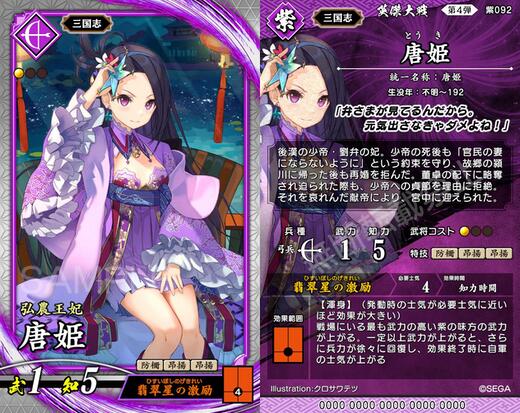 三国志
弘農王妃
唐姫
防柵 昂揚 昂揚
武1 知5
ひすいぼしのげきれい
翡翠星の激励
4
紫
三国志
英傑大戦
第4弾
紫092
とうき
唐姫
統一名称：唐姫
生没年：不明～192
「弁さまが見てるんだから。
元気出さなきゃダメよね！」
後漢の少帝・劉弁の妃。少帝の死後も「官民の妻
にならないように」という約束を守り、故郷の潁
川に帰った後も再婚を拒んだ。董卓の配下に略奪
され迫られた際も、少帝への貞節を理由に拒絶。
それを哀れんだ献帝により、宮中に迎えられた。
兵種 武力 知力 武将コスト
弓兵 1 5 特技 防柵 昂揚 昂揚
ひすいぼしのげきれい 必要士気 効果時間
翡翠星の激励 4 知力時間
効果範囲
【渾身】（発動時の士気が必要士気に近い
ほど効果が大きい）
戦場にいる最も武力の高い紫の味方の武力
が上がる。一定以上武力が上がると、さら
に兵力が徐々に回復し、効果終了時に自軍
の士気が上がる
Illustration:クロサワテツ
©SEGA
0000 0000 0000 0000 0000